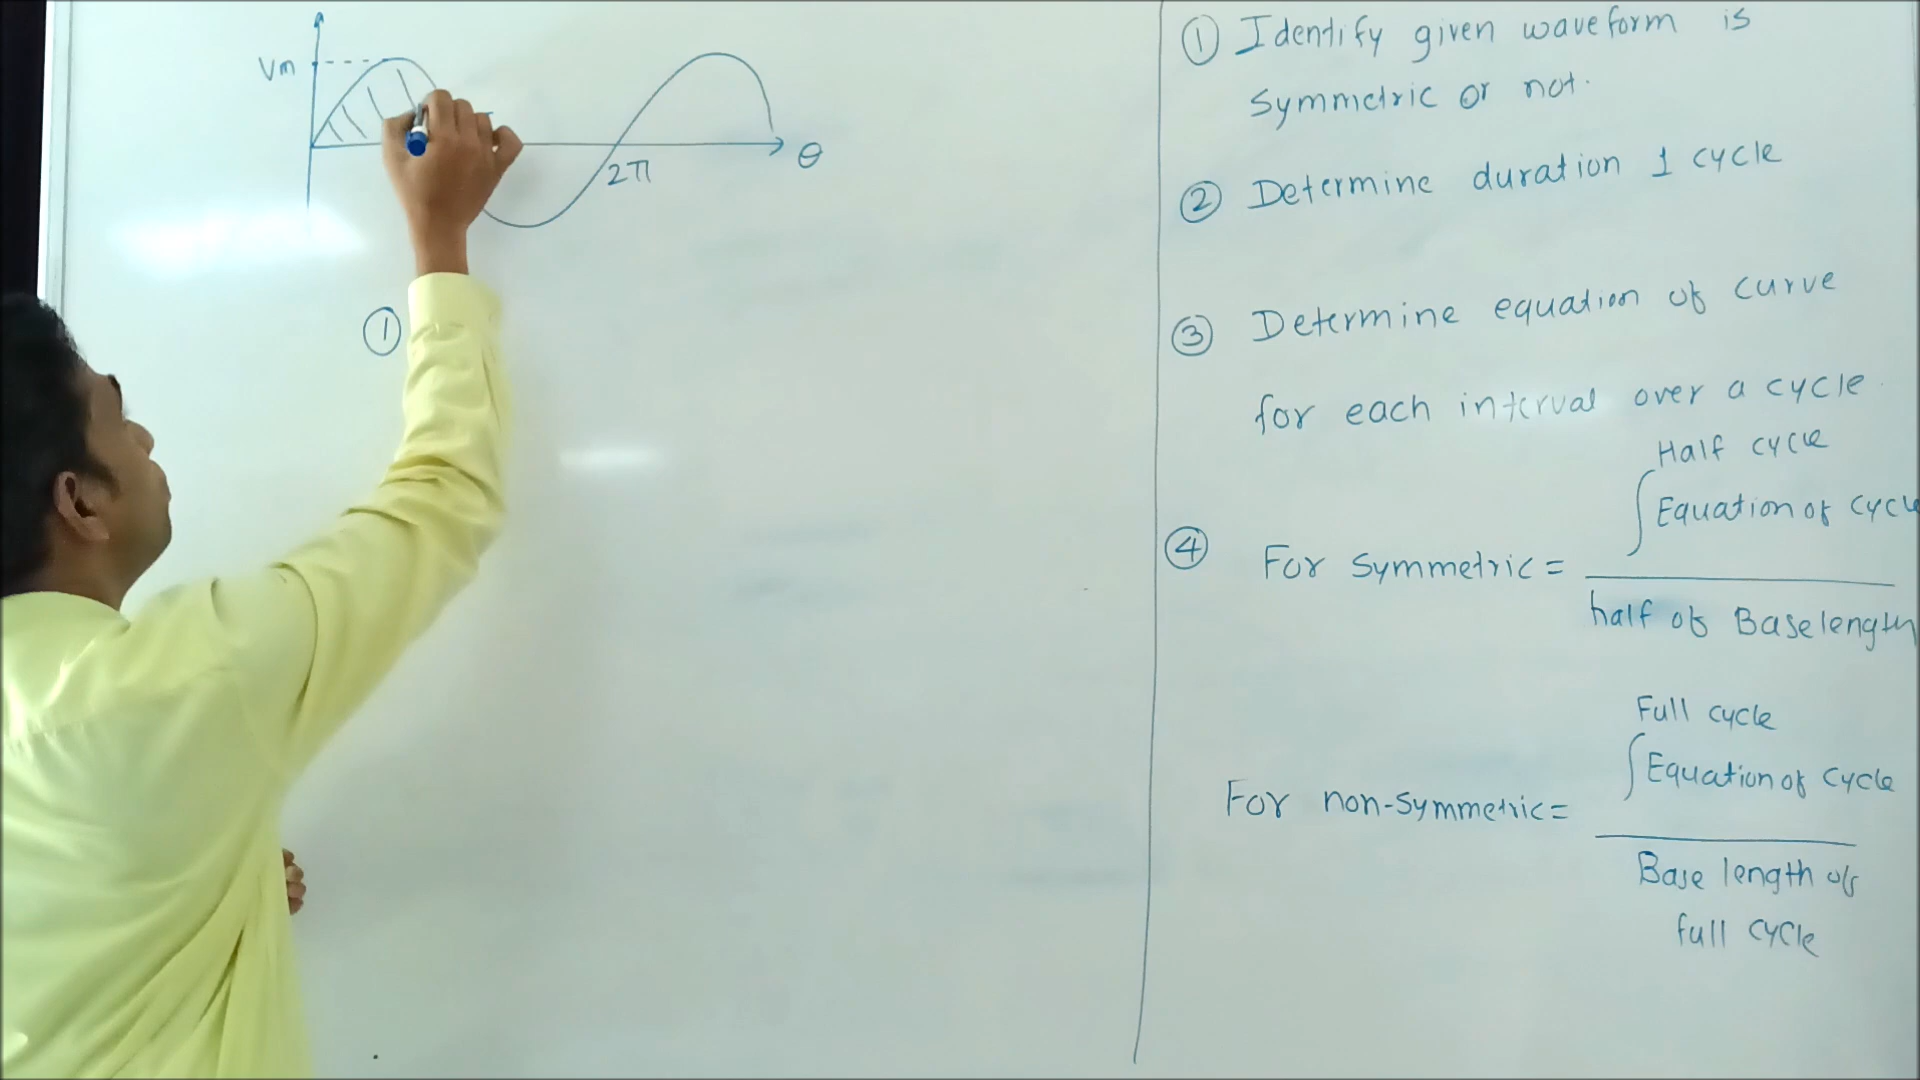 Vm
2π
θ
①
① Identify given waveform is
Symmetric or not.
② Determine duration 1 cycle
③ Determine equation of curve
for each interval over a cycle
Half cycle
∫Equation of cycle
④ For Symmetric =
half of Base length
Full cycle
∫Equation of cycle
For non-Symmetric =
Base length of
full cycle